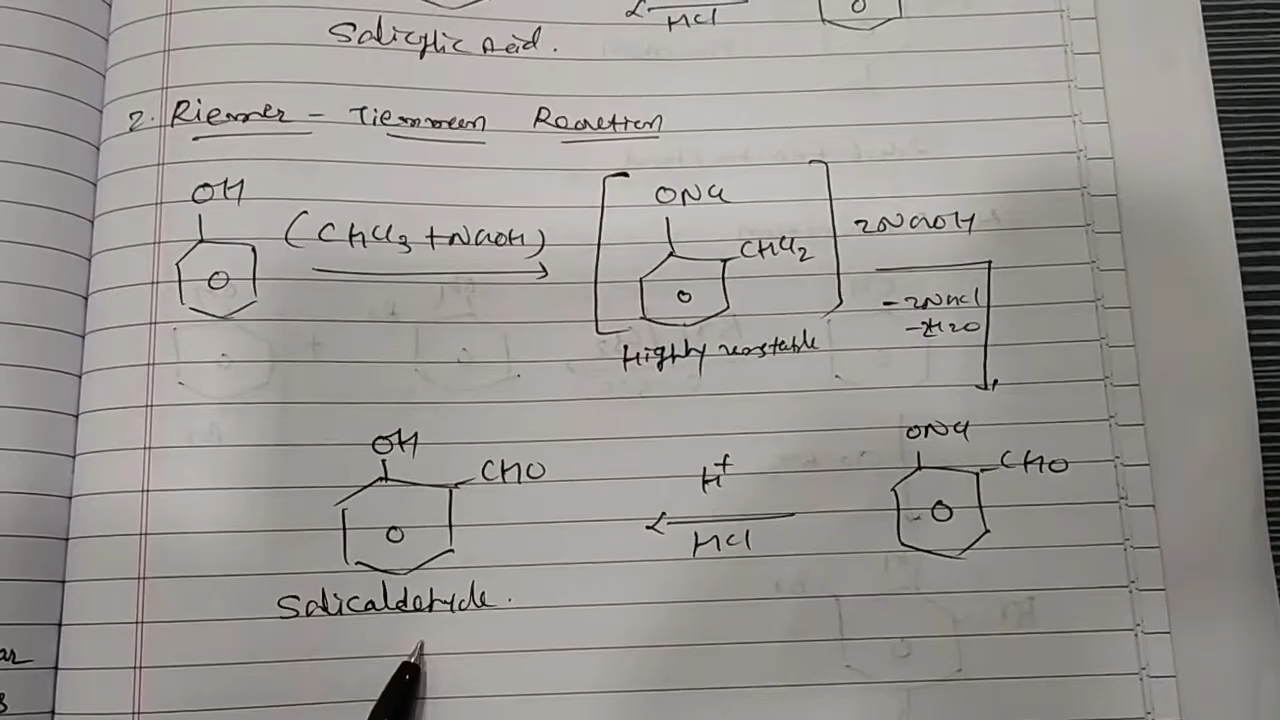 HCl
Salicylic Acid.
2. Riemer - Tiemmeen Reaction
OH
(CHCl3 + NaOH)
ONa
CHCl2
2NaOH
-2NaCl
-H2O
Highly unstable
OH
CHO
H+
HCl
ONa
CHO
Salicaldehyde.